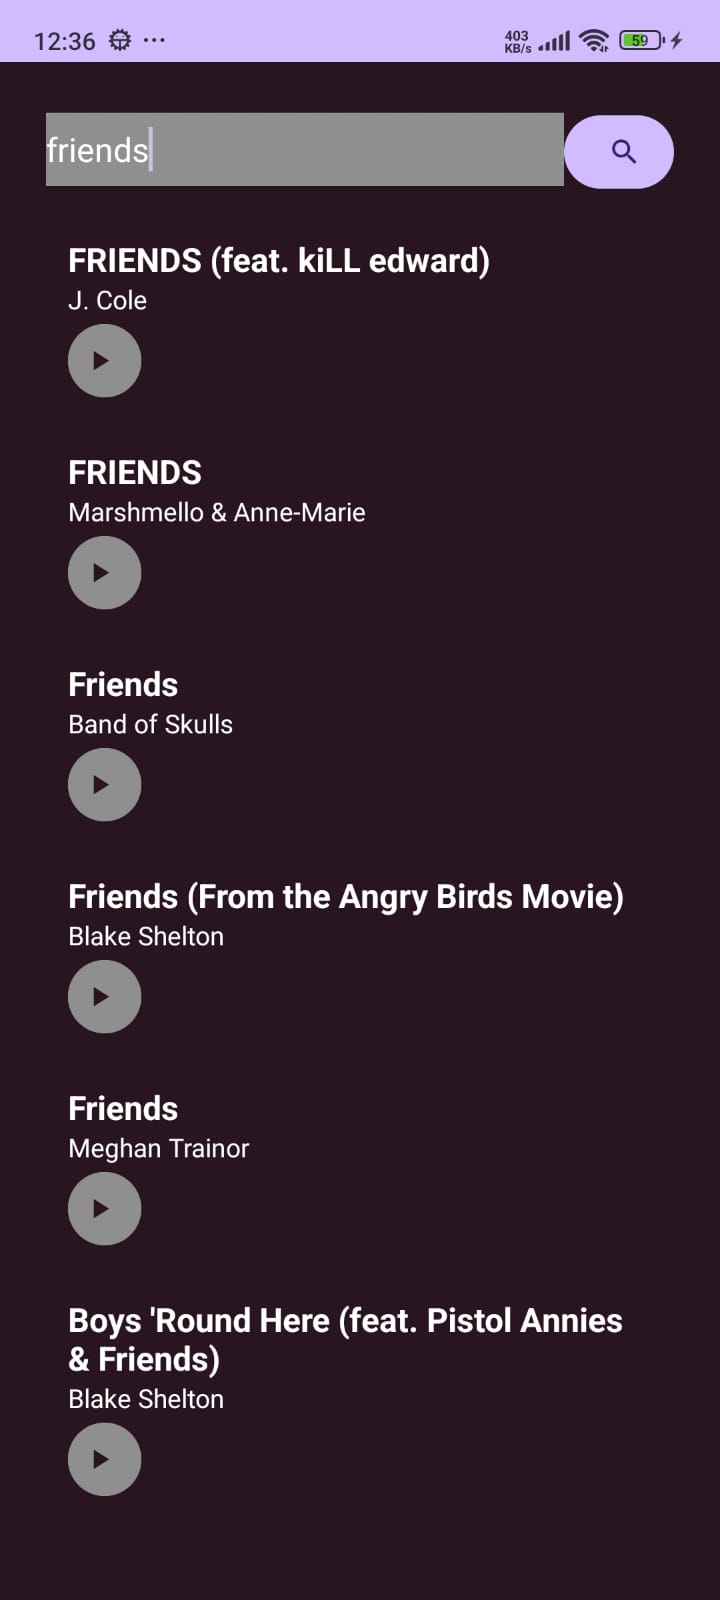 12:36
403
KB/s
59
friends
FRIENDS (feat. kiLL edward)
J. Cole
FRIENDS
Marshmello & Anne-Marie
Friends
Band of Skulls
Friends (From the Angry Birds Movie)
Blake Shelton
Friends
Meghan Trainor
Boys 'Round Here (feat. Pistol Annies
& Friends)
Blake Shelton